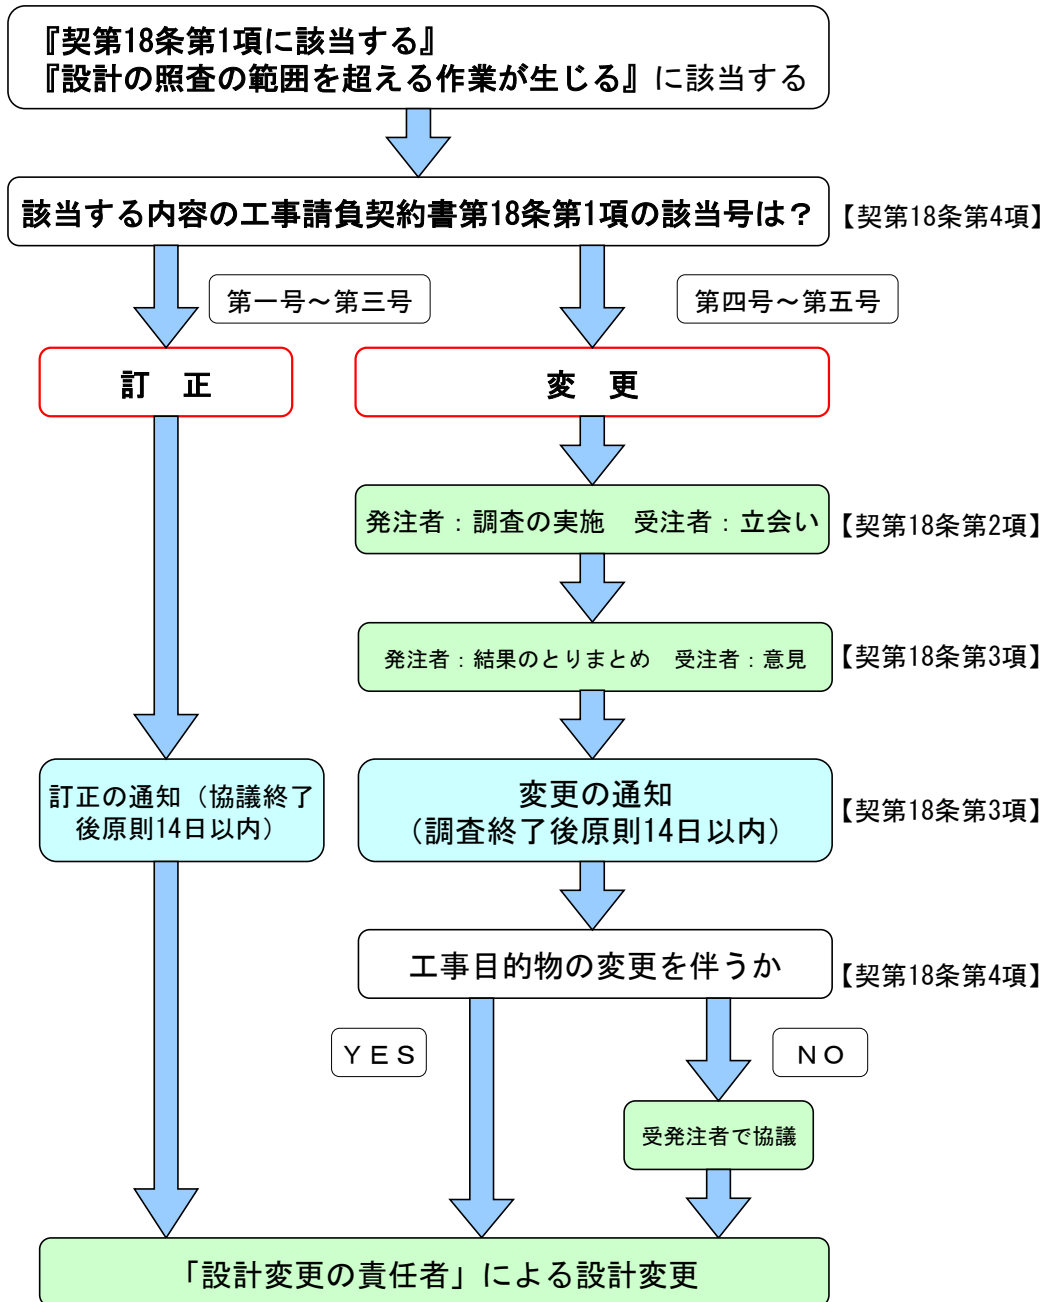 『契第18条第1項に該当する』
『設計の照査の範囲を超える作業が生じる』に該当する
該当する内容の工事請負契約書第18条第1項の該当号は？
【契第18条第4項】
第一号～第三号
第四号～第五号
訂　正
変　更
発注者：調査の実施　受注者：立会い
【契第18条第2項】
発注者：結果のとりまとめ　受注者：意見
【契第18条第3項】
訂正の通知（協議終了
後原則14日以内）
変更の通知
（調査終了後原則14日以内）
【契第18条第3項】
工事目的物の変更を伴うか
【契第18条第4項】
ＹＥＳ
ＮＯ
受発注者で協議
「設計変更の責任者」による設計変更